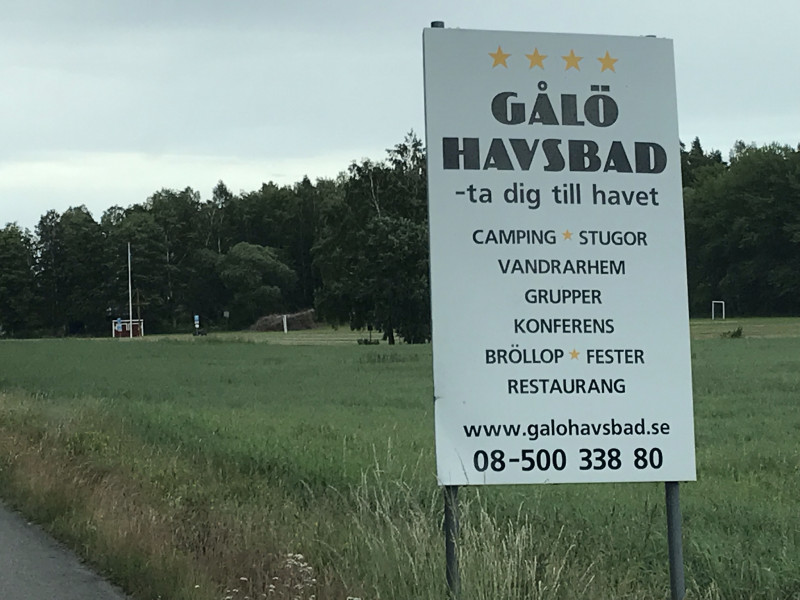 GÅLÖ
HAVSBAD
-ta dig till havet
CAMPING ★ STUGOR
VANDRARHEM
GRUPPER
KONFERENS
BRÖLLOP ★ FESTER
RESTAURANG
www.galohavsbad.se
08-500 338 80